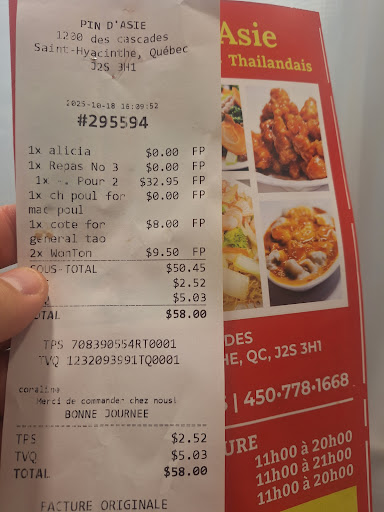 PIN D'ASIE
1200 des cascades
Saint-Hyacinthe, Québec
J2S 3H1
2025-10-18 16:09:52
#295594
1x alicia $0.00 FP
1x Repas No 3 $0.00 FP
1x -. Pour 2 $32.95 FP
1x ch poul for $0.00 FP
mac poul
1x cote for $8.00 FP
general tao
2x WonTon $9.50 FP
SOUS-TOTAL $50.45
$2.52
$5.03
TOTAL $58.00
TPS 708390554RT0001
TVQ 1232093991TQ0001
coraline
Merci de commander chez nous!
BONNE JOURNEE
TPS $2.52
TVQ $5.03
TOTAL $58.00
FACTURE ORIGINALE
Asie
Thaïlandais
DES
HE, QC, J2S 3H1
| 450•778•1668
URE
11h00 à 20h00
11h00 à 21h00
11h00 à 20h00